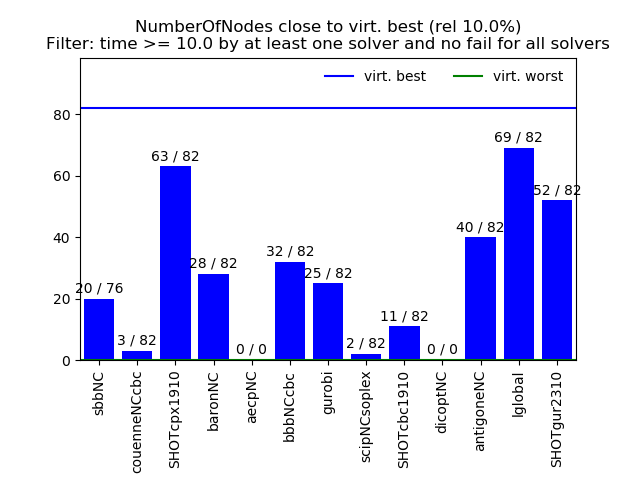 NumberOfNodes close to virt. best (rel 10.0%)
Filter: time >= 10.0 by at least one solver and no fail for all solvers
virt. best
virt. worst
80
60
40
20
0
20 / 76
3 / 82
63 / 82
28 / 82
0 / 0
32 / 82
25 / 82
2 / 82
11 / 82
0 / 0
40 / 82
69 / 82
52 / 82
sbbNC
couenneNCcbc
SHOTcpx1910
baronNC
aecpNC
bbbNCcbc
gurobi
scipNCsoplex
SHOTcbc1910
dicoptNC
antigoneNC
lglobal
SHOTgur2310